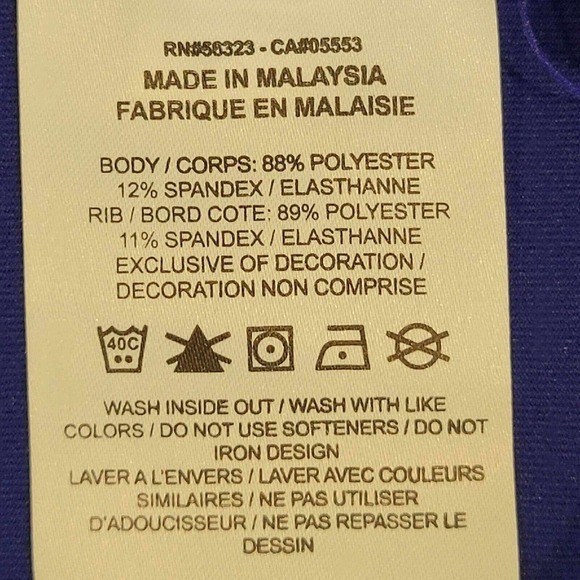 RN#56323 - CA#05553
MADE IN MALAYSIA
FABRIQUE EN MALAISIE
BODY / CORPS: 88% POLYESTER
12% SPANDEX / ELASTHANNE
RIB / BORD COTE: 89% POLYESTER
11% SPANDEX / ELASTHANNE
EXCLUSIVE OF DECORATION /
DECORATION NON COMPRISE
40C
WASH INSIDE OUT / WASH WITH LIKE
COLORS / DO NOT USE SOFTENERS / DO NOT
IRON DESIGN
LAVER A L'ENVERS / LAVER AVEC COULEURS
SIMILAIRES / NE PAS UTILISER
D'ADOUCISSEUR / NE PAS REPASSER LE
DESSIN